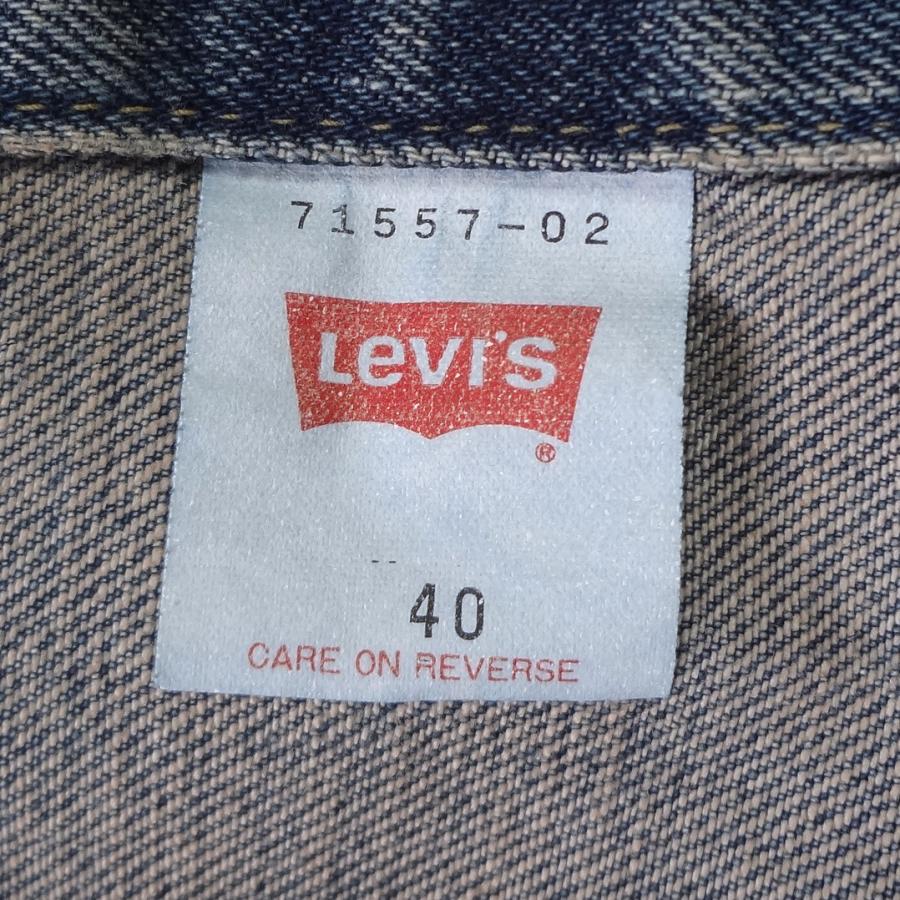 71557-02
Levi's
®
40
CARE ON REVERSE